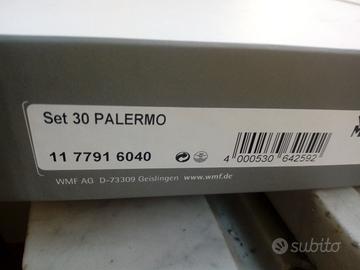 Set 30 PALERMO
11 7791 6040
4 000530 642592
WMF AG D-73309 Geislingen www.wmf.de
subito